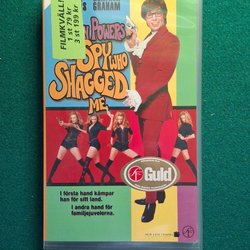 GRAHAM
FILMKVÄLL!
1 st 79 kr
3 st 199 kr
POWERS
SPY WHO
SHAGGED
ME
Guld
I första hand kämpar
han för sitt land.
I andra hand för
familjejuvelerna.